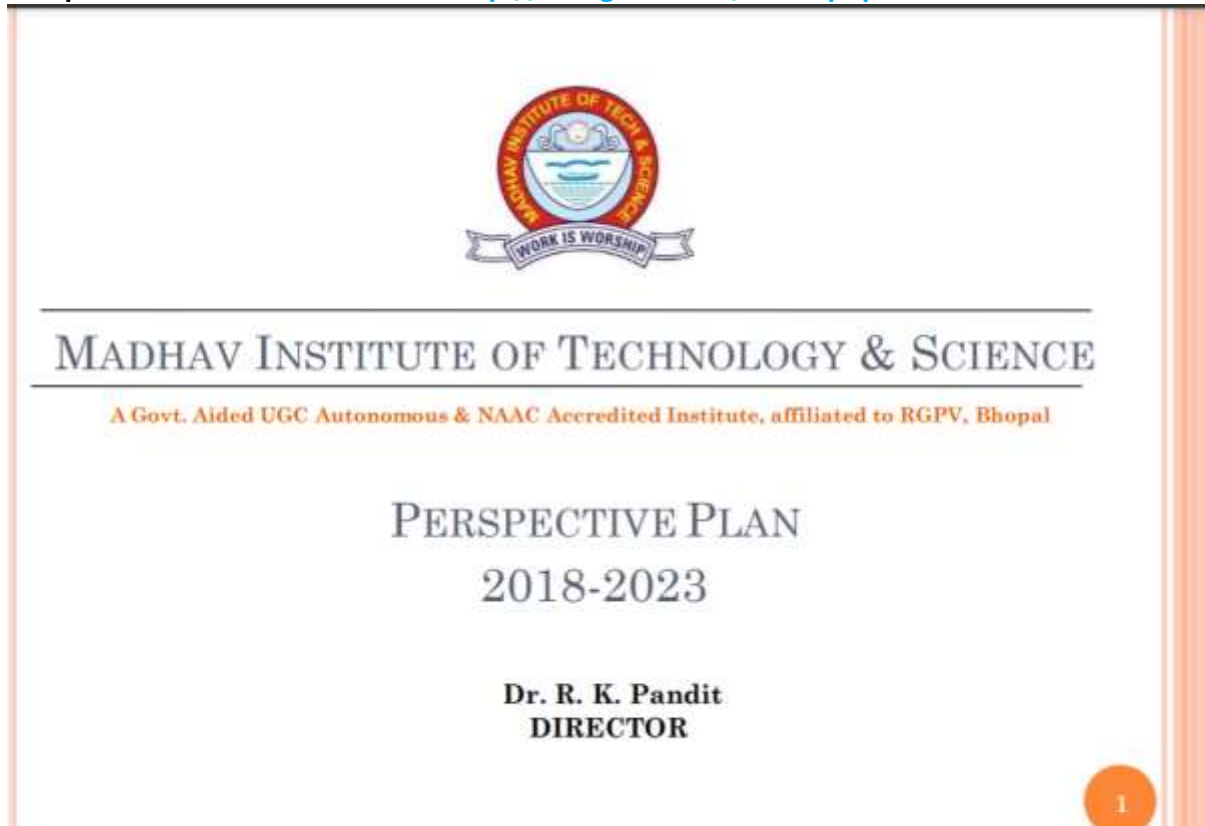 MADHAV INSTITUTE OF TECH & SCIENCE
WORK IS WORSHIP
MADHAV INSTITUTE OF TECHNOLOGY & SCIENCE
A Govt. Aided UGC Autonomous & NAAC Accredited Institute, affiliated to RGPV, Bhopal
PERSPECTIVE PLAN
2018-2023
Dr. R. K. Pandit
DIRECTOR
1